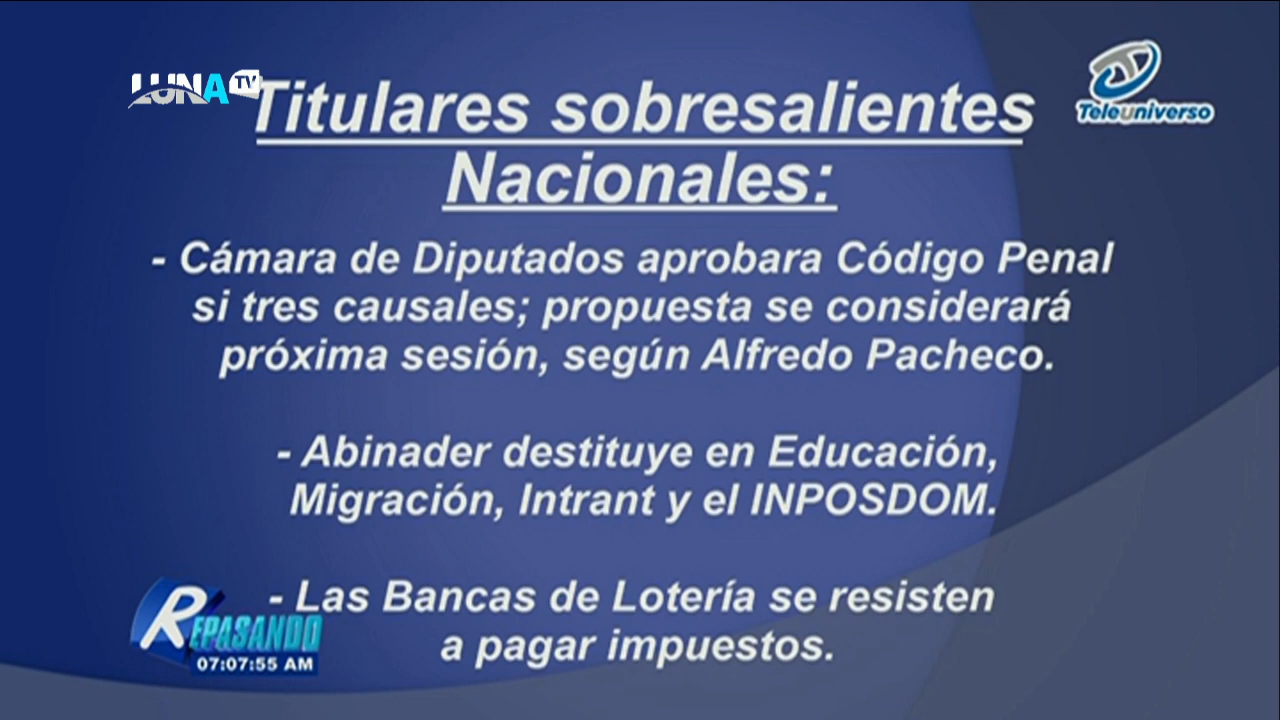 LUNA TV
Titulares sobresalientes
Nacionales:
Teleuniverso
- Cámara de Diputados aprobara Código Penal
si tres causales; propuesta se considerará
próxima sesión, según Alfredo Pacheco.
- Abinader destituye en Educación,
Migración, Intrant y el INPOSDOM.
- Las Bancas de Lotería se resisten
a pagar impuestos.
REPASANDO
07:07:55 AM